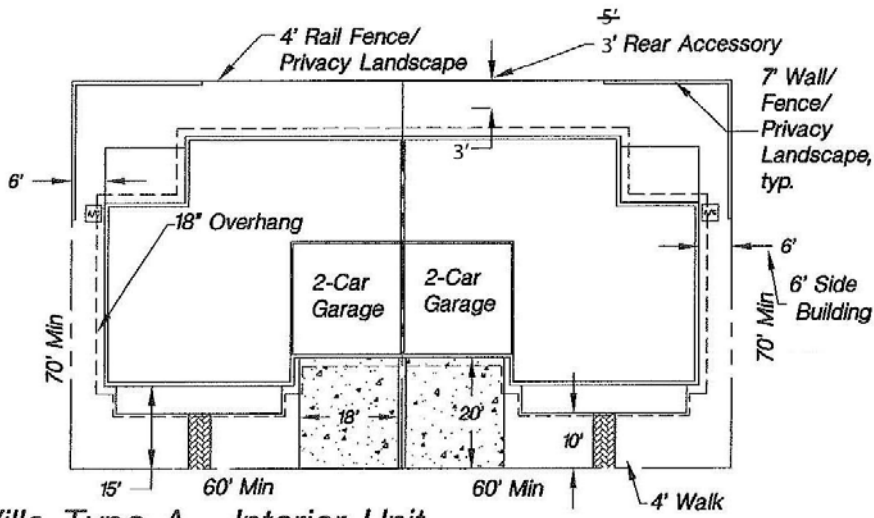 5'
4' Rail Fence/
Privacy Landscape
3' Rear Accessory
7' Wall/
Fence/
Privacy
Landscape,
typ.
3'
6'
18" Overhang
6'
2-Car
Garage
2-Car
Garage
6' Side
Building
70' Min
70' Min
18'
20'
10'
15'
60' Min
60' Min
4' Walk
Villa Type A - Interior Unit